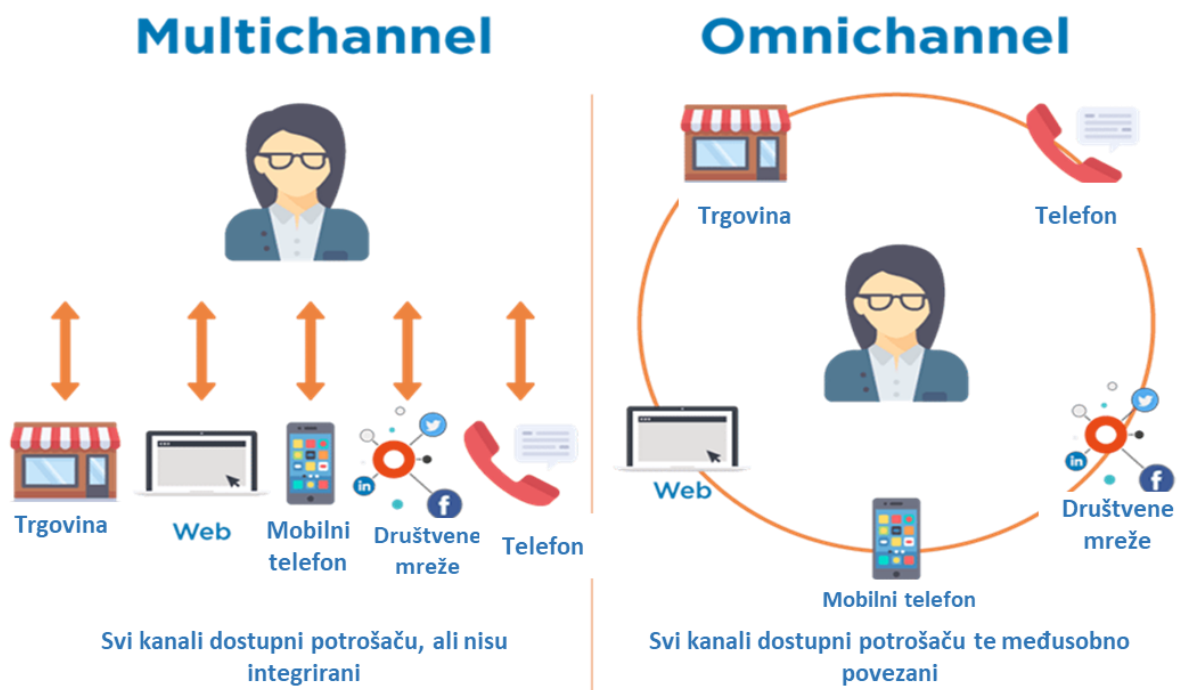 Multichannel
Trgovina
Web
Mobilni
telefon
Društvene
mreže
Telefon
Svi kanali dostupni potrošaču, ali nisu
integrirani
Omnichannel
Trgovina
Telefon
Web
Društvene
mreže
Mobilni telefon
Svi kanali dostupni potrošaču te međusobno
povezani